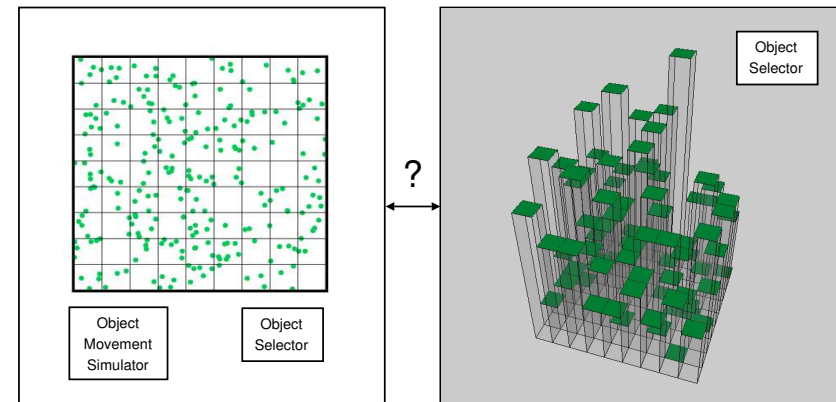 Object
Movement
Simulator
Object
Selector
?
Object
Selector